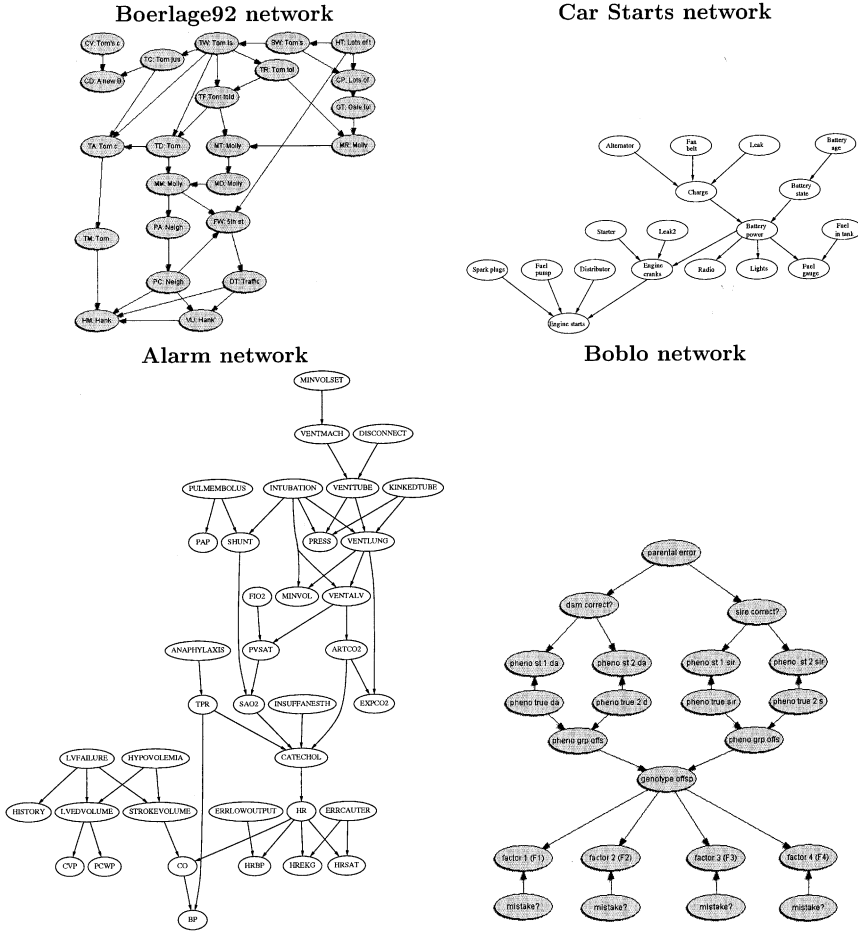 Boerlage92 network
CV: Tom's c
TW: Tom is
SW: Tom's
HT: Lots of t
TC: Tom jus
CD: A new B
TR: Tom tol
CP: Lots of
TF: Tom told
GT: Gate
TA: Tom c
TD: Tom
MT: Molly
MR: Molly
MM: Molly
MD: Molly
PA: Neigh
FW: 5th st
TM: Tom
PC: Neigh
DT: Traffic
HM: Hank
Hank'
Car Starts network
Alternator
Fan
belt
Leak
Battery
age
Charge
Battery
state
Starter
Leak2
Battery
power
Fuel
in tank
Spark plugs
Fuel
pump
Distributor
Engine
cranks
Radio
Lights
Fuel
gauge
Engine starts
Alarm network
MINVOLSET
VENTMACH
DISCONNECT
PULMEMBOLUS
INTUBATION
VENTTUBE
KINKEDTUBE
PAP
SHUNT
PRESS
VENTLUNG
FIO2
MINVOL
VENTALV
ANAPHYLAXIS
PVSAT
ARTCO2
TPR
SAO2
INSUFFANESTH
EXPCO2
CATECHOL
LVFAILURE
HYPOVOLEMIA
HISTORY
LVEDVOLUME
STROKEVOLUME
ERRLOWOUTPUT
HR
ERRCAUTER
CVP
PCWP
CO
HRBP
HREKG
HRSAT
BP
Boblo network
parental error
dam correct?
sire correct?
pheno st 1 da
pheno st 2 da
pheno st 1 sir
pheno st 2 sir
pheno true da
pheno true 2 d
pheno true sir
pheno true 2 s
pheno grp offs
pheno grp offs
genotype offsp
factor 1 (F1)
factor 2 (F2)
factor 3 (F3)
factor 4 (F4)
mistake?
mistake?
mistake?
mistake?